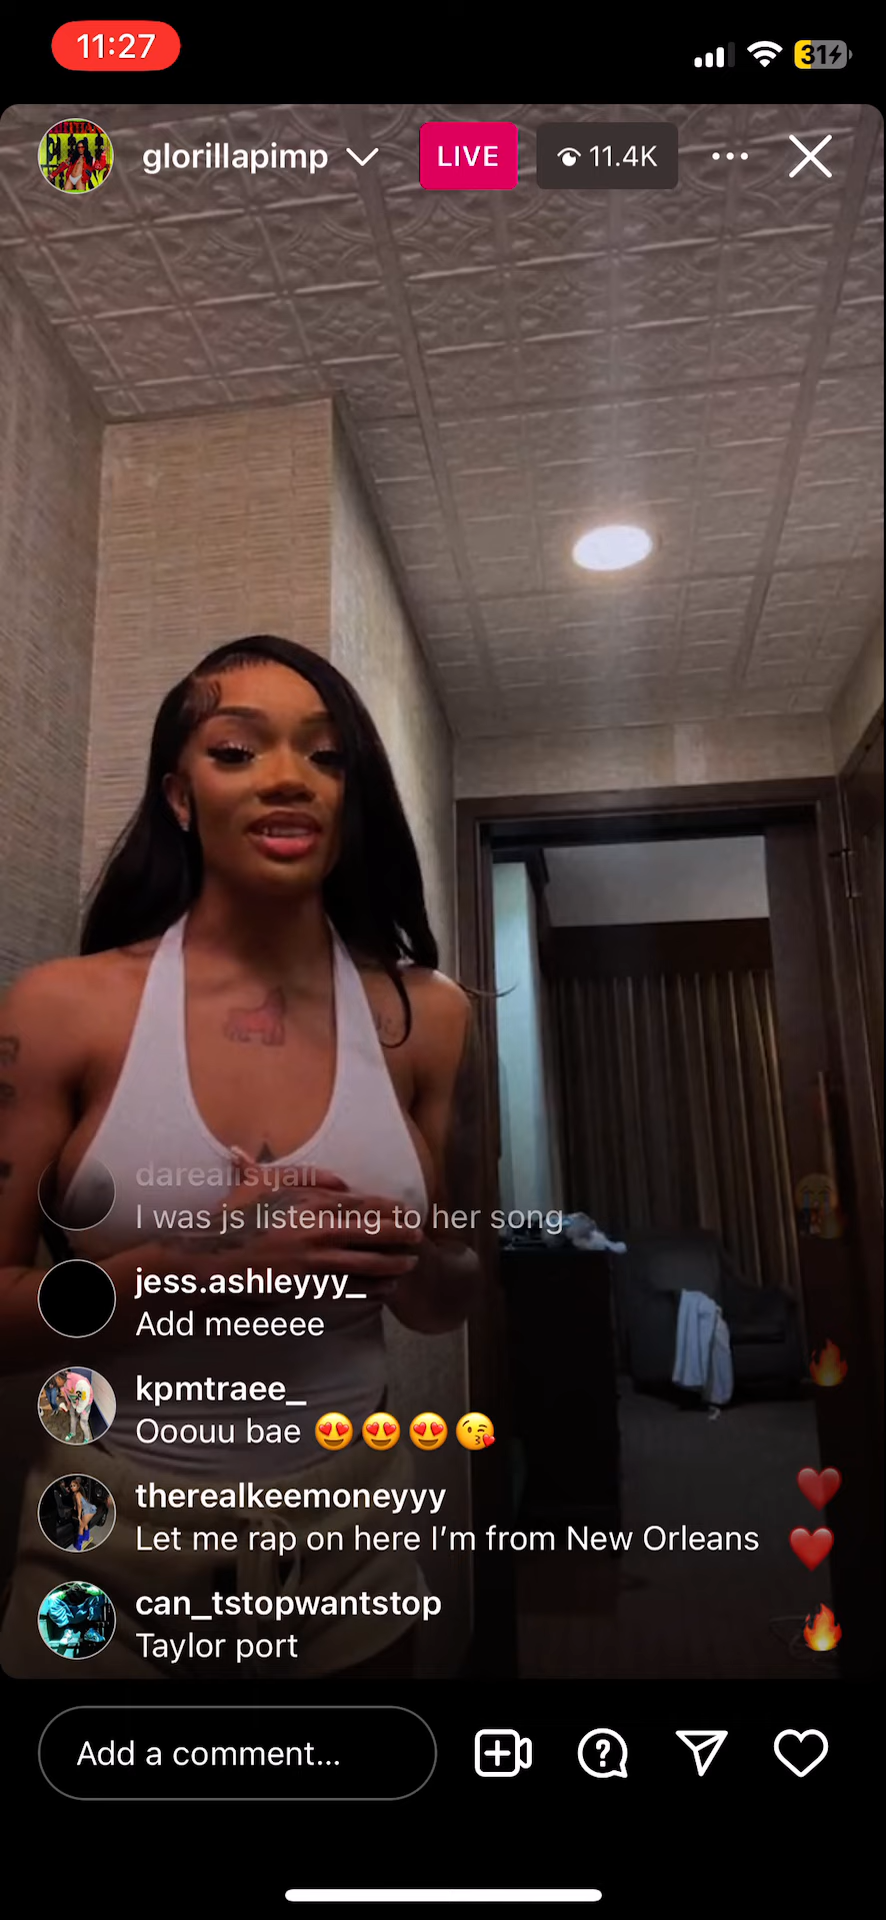 11:27
31
glorillapimp
LIVE
11.4K
darealistjail
I was js listening to her song
jess.ashleyyy_
Add meeeee
kpmtraee_
Ooouu bae 😍😍😍😘
therealkeemoneyyy
Let me rap on here I’m from New Orleans
can_tstopwantstop
Taylor port
Add a comment...